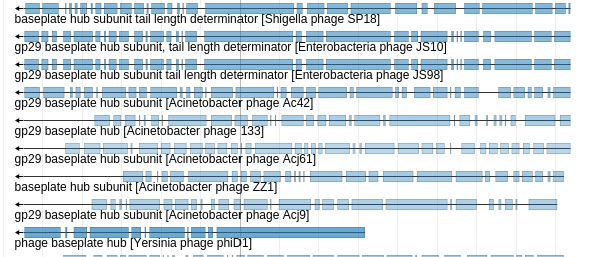 baseplate hub subunit tail length determinator [Shigella phage SP18]
gp29 baseplate hub subunit, tail length determinator [Enterobacteria phage JS10]
gp29 baseplate hub subunit tail length determinator [Enterobacteria phage JS98]
gp29 baseplate hub subunit [Acinetobacter phage Ac42]
gp29 baseplate hub [Acinetobacter phage 133]
gp29 baseplate hub subunit [Acinetobacter phage Acj61]
baseplate hub subunit [Acinetobacter phage ZZ1]
gp29 baseplate hub subunit [Acinetobacter phage Acj9]
phage baseplate hub [Yersinia phage phiD1]